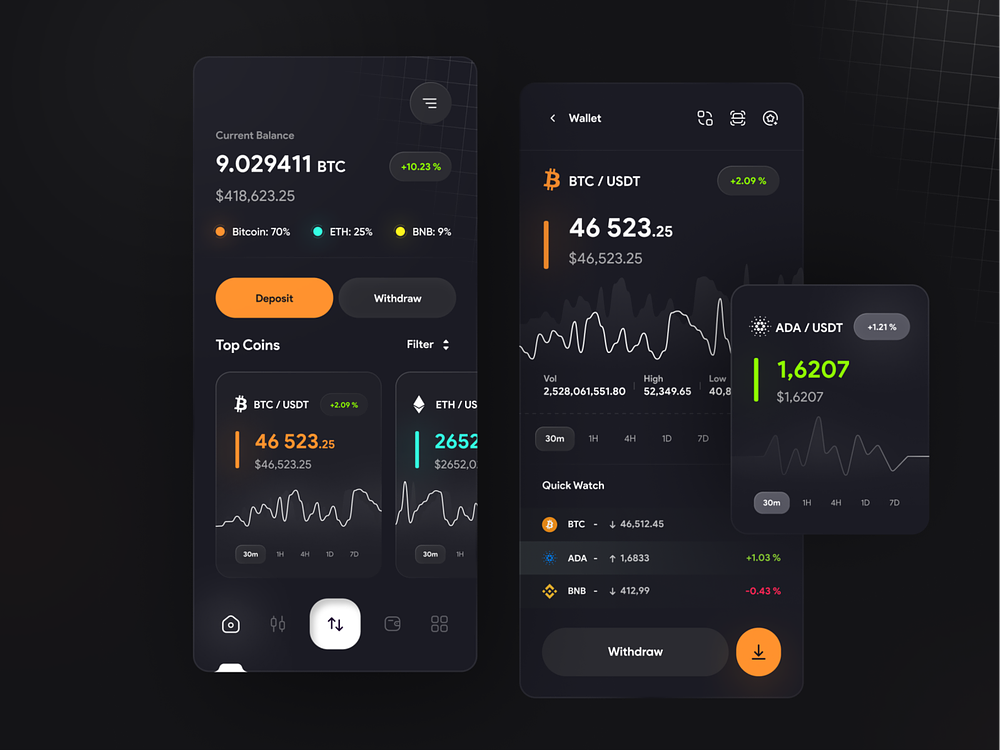 Current Balance
9.029411 BTC
+10.23 %
$418,623.25
Bitcoin: 70%
ETH: 25%
BNB: 9%
Deposit
Withdraw
Top Coins
Filter
BTC / USDT
+2.09 %
46 523.25
$46,523.25
30m
1H
4H
1D
7D
ETH / US
2652
$2652,0
30m
1H
Wallet
BTC / USDT
+2.09 %
46 523.25
$46,523.25
Vol
2,528,061,551.80
High
52,349.65
Low
40,8
30m
1H
4H
1D
7D
Quick Watch
BTC - ↓ 46,512.45
ADA - ↑ 1,6833
+1.03 %
BNB - ↓ 412,99
-0.43 %
Withdraw
ADA / USDT
+1.21 %
1,6207
$1,6207
30m
1H
4H
1D
7D